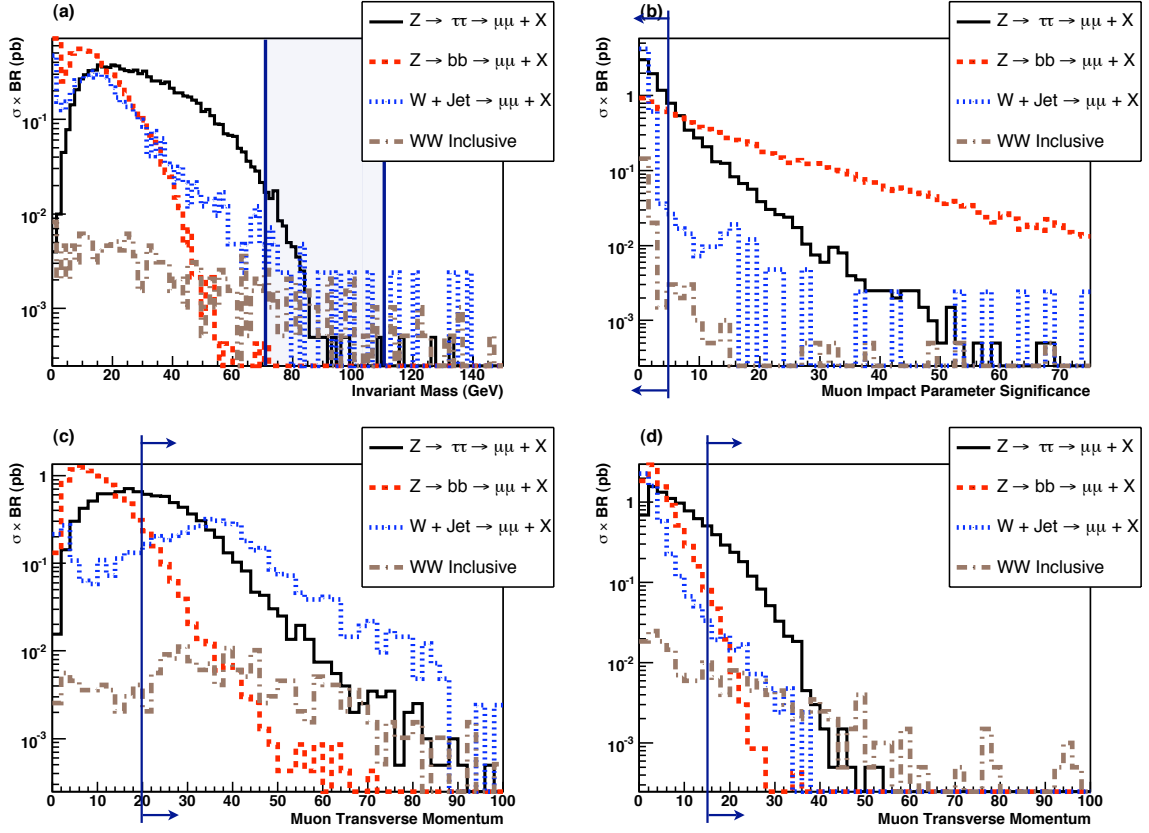 (a)
Z → ττ → μμ + X
Z → bb → μμ + X
W + Jet → μμ + X
WW Inclusive
σ × BR (pb)
10⁻¹
10⁻²
10⁻³
0 20 40 60 80 100 120 140
Invariant Mass (GeV)
(b)
Z → ττ → μμ + X
Z → bb → μμ + X
W + Jet → μμ + X
WW Inclusive
σ × BR (pb)
1
10⁻¹
10⁻²
10⁻³
0 10 20 30 40 50 60 70
Muon Impact Parameter Significance
(c)
Z → ττ → μμ + X
Z → bb → μμ + X
W + Jet → μμ + X
WW Inclusive
σ × BR (pb)
1
10⁻¹
10⁻²
10⁻³
0 10 20 30 40 50 60 70 80 90 100
Muon Transverse Momentum
(d)
Z → ττ → μμ + X
Z → bb → μμ + X
W + Jet → μμ + X
WW Inclusive
σ × BR (pb)
1
10⁻¹
10⁻²
10⁻³
0 10 20 30 40 50 60 70 80 90 100
Muon Transverse Momentum